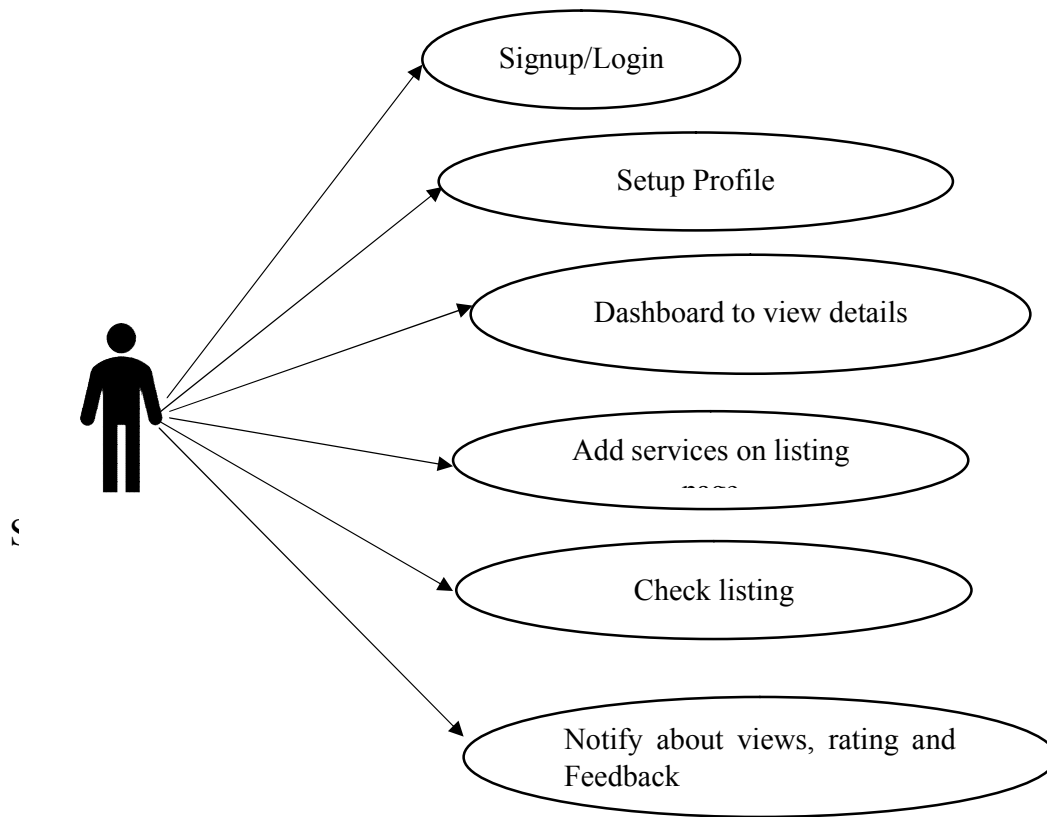 Signup/Login
Setup Profile
Dashboard to view details
Add services on listing
Check listing
Notify about views, rating and
Feedback